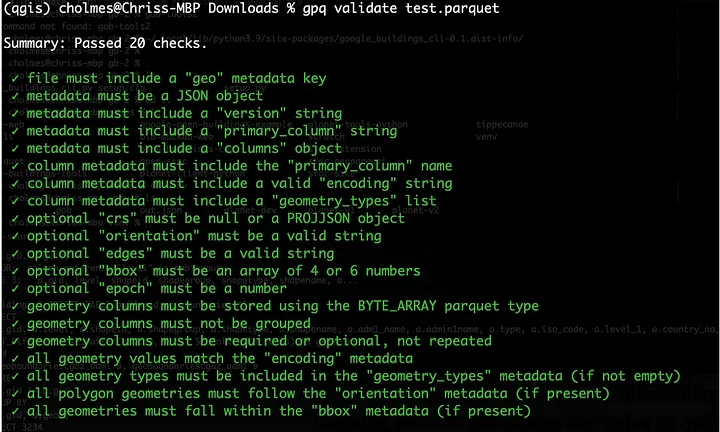 (qgis) cholmes@Chriss-MBP Downloads % gpq validate test.parquet
Summary: Passed 20 checks.
✓ file must include a "geo" metadata key
✓ metadata must be a JSON object
✓ metadata must include a "version" string
✓ metadata must include a "primary_column" string
✓ metadata must include a "columns" object
✓ column metadata must include the "primary_column" name
✓ column metadata must include a valid "encoding" string
✓ column metadata must include a "geometry_types" list
✓ optional "crs" must be null or a PROJJSON object
✓ optional "orientation" must be a valid string
✓ optional "edges" must be a valid string
✓ optional "bbox" must be an array of 4 or 6 numbers
✓ optional "epoch" must be a number
✓ geometry columns must be stored using the BYTE_ARRAY parquet type
✓ geometry columns must not be grouped
✓ geometry columns must be required or optional, not repeated
✓ all geometry values match the "encoding" metadata
✓ all geometry types must be included in the "geometry_types" metadata (if not empty)
✓ all polygon geometries must follow the "orientation" metadata (if present)
✓ all geometries must fall within the "bbox" metadata (if present)